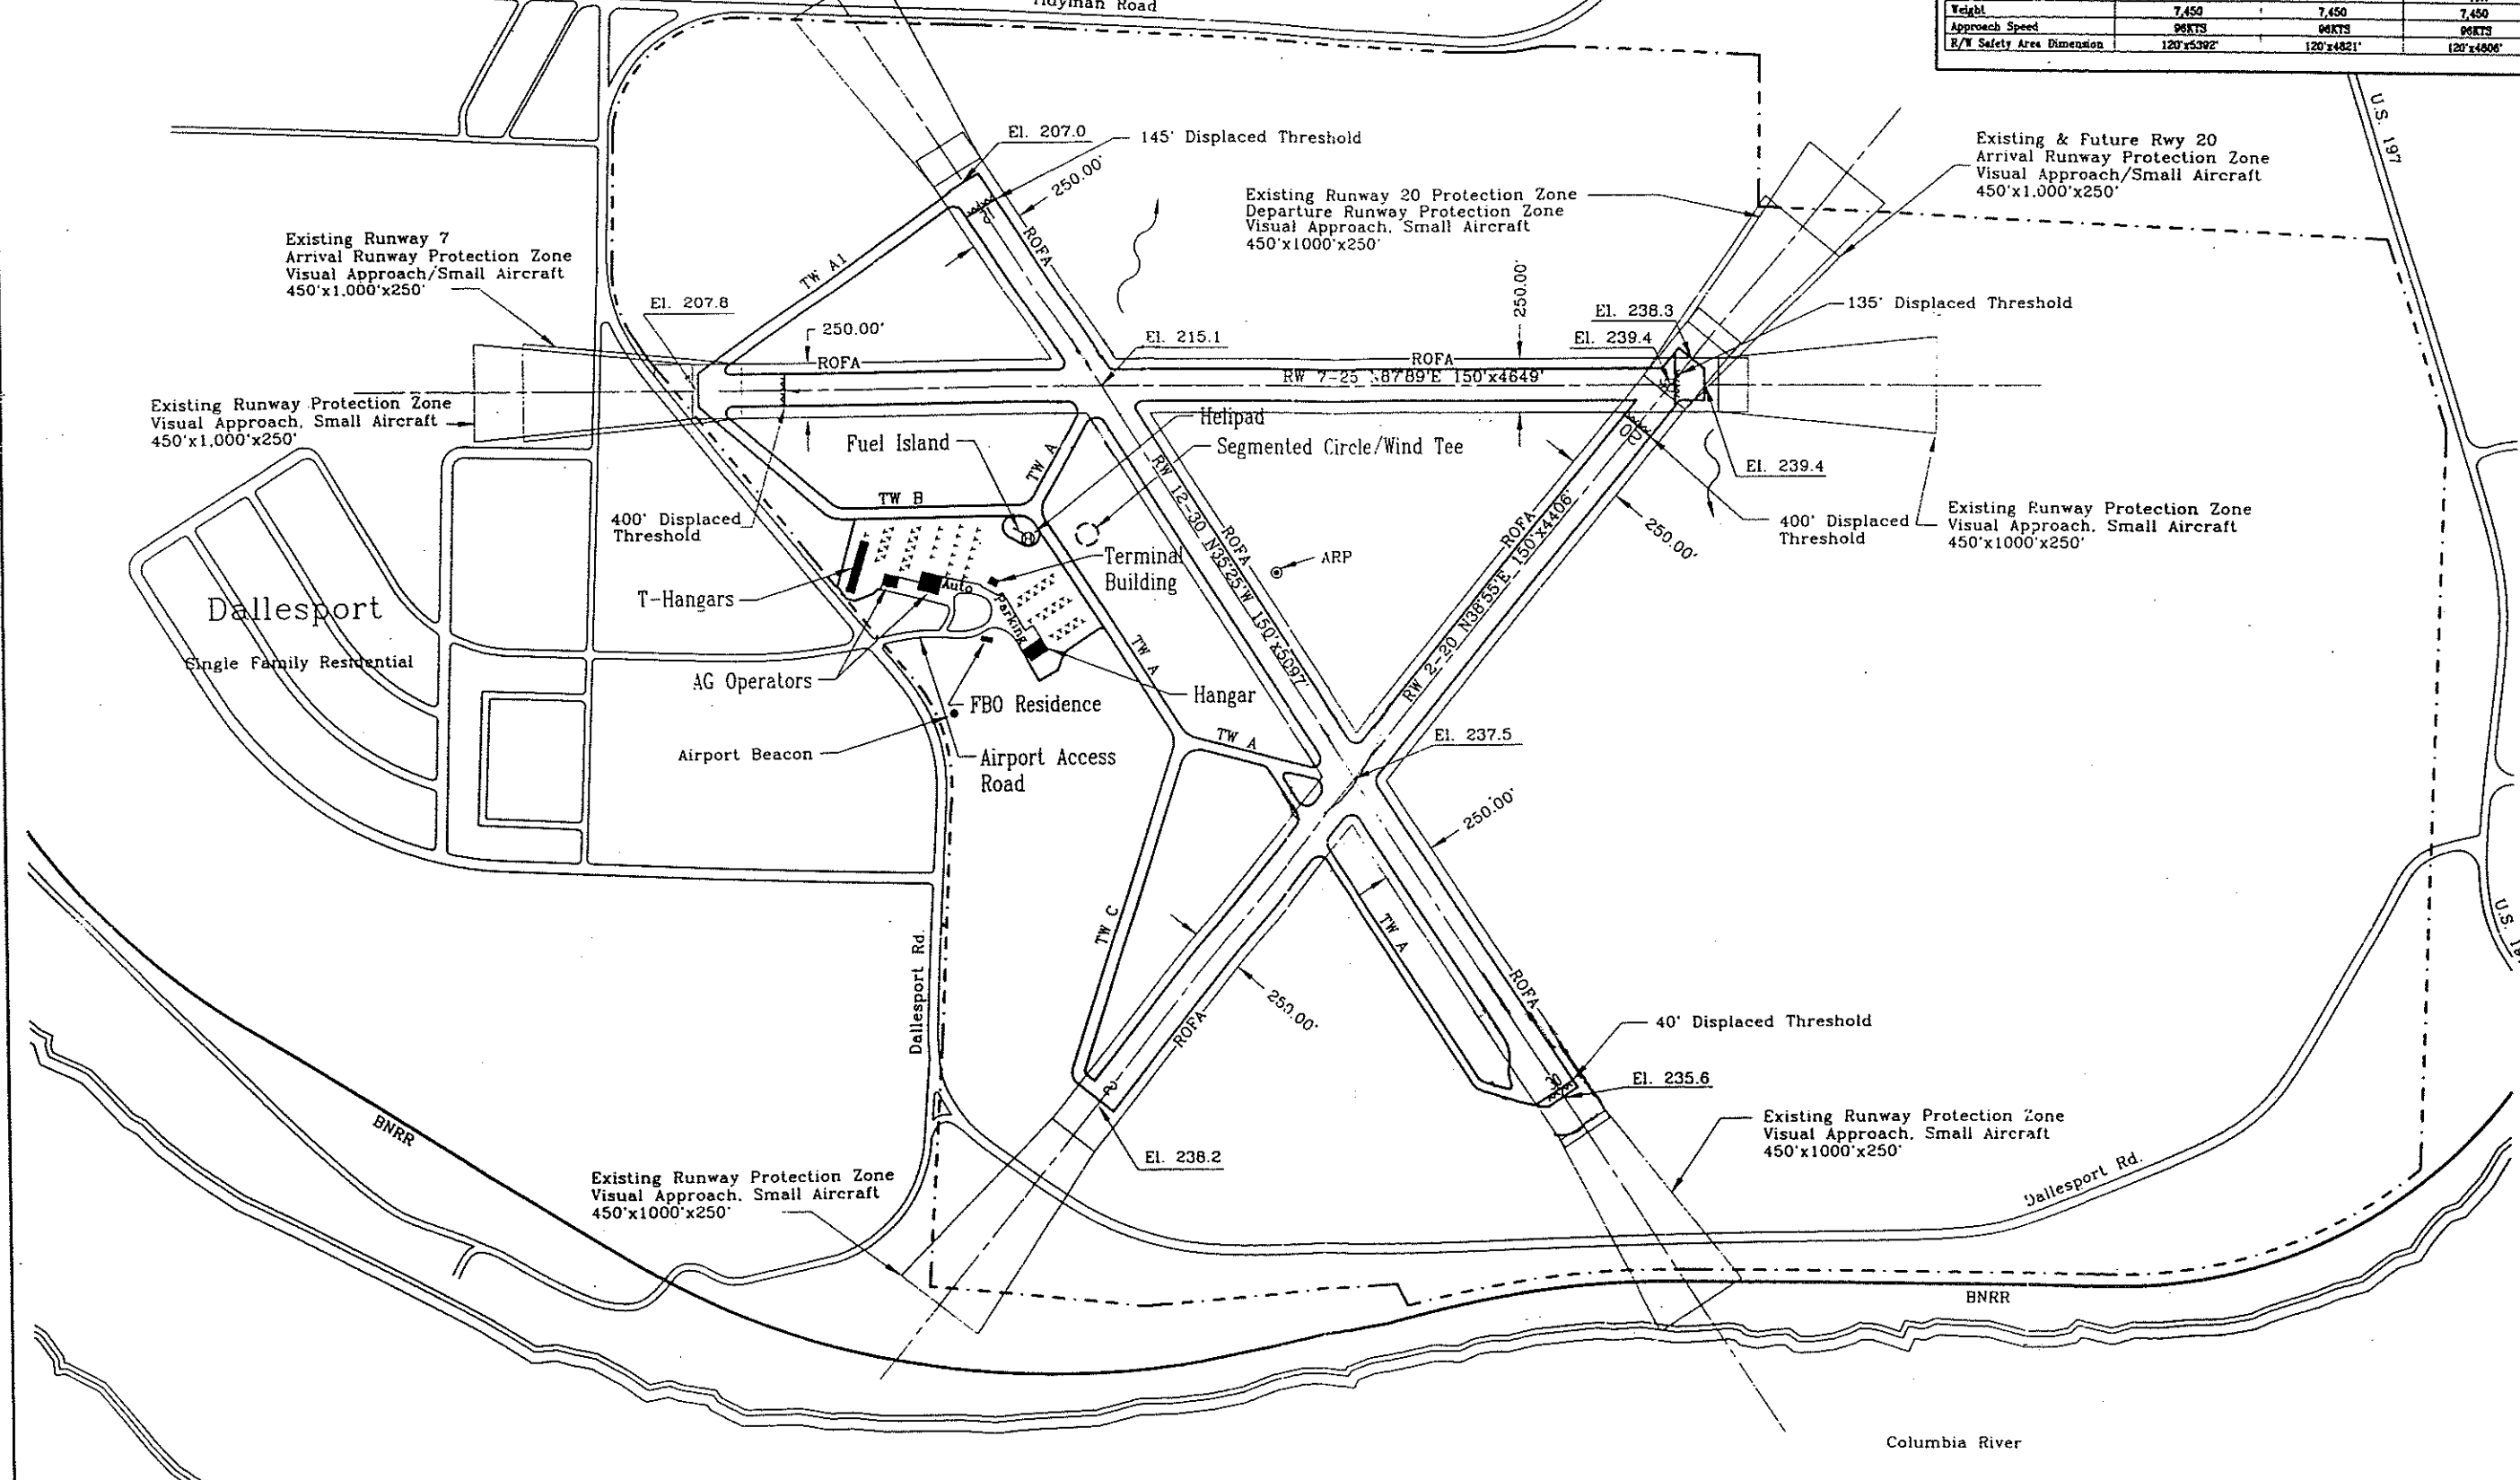 Weight 7,450 7,450 7,450
Approach Speed 96KTS 96KTS 96KTS
R/W Safety Area Dimension 120'x5392' 120'x4821' 120'x4806'
Road
U.S. 197
El. 207.0
145' Displaced Threshold
250.00'
ROFA
Existing & Future Rwy 20
Arrival Runway Protection Zone
Visual Approach/Small Aircraft
450'x1,000'x250'
Existing Runway 20 Protection Zone
Departure Runway Protection Zone
Visual Approach, Small Aircraft
450'x1000'x250'
Existing Runway 7
Arrival Runway Protection Zone
Visual Approach/Small Aircraft
450'x1,000'x250'
TW A1
El. 207.8
250.00'
ROFA
El. 215.1
250.00'
El. 238.3
El. 239.4
135' Displaced Threshold
ROFA
RW 7-25 150'x4649'
Existing Runway Protection Zone
Visual Approach, Small Aircraft
450'x1,000'x250'
Helipad
Fuel Island
Segmented Circle/Wind Tee
TW A
20
El. 239.4
TW B
400' Displaced
Threshold
400' Displaced
Threshold
Existing Runway Protection Zone
Visual Approach, Small Aircraft
450'x1000'x250'
RW 12-30 N35°25'W 150'x5097'
ROFA
ROFA
250.00'
H
ARP
Terminal
Building
T-Hangars
Auto
Parking
Dallesport
Single Family Residential
RW 2-20 N38°55'E 150'x4406'
TW A
AG Operators
Hangar
FBO Residence
Airport Beacon
Airport Access
Road
TW A
El. 237.5
250.00'
TW C
TW A
Dallesport Rd.
250.00'
ROFA
ROFA
40' Displaced Threshold
2
30
El. 235.6
BNRR
El. 238.2
Existing Runway Protection Zone
Visual Approach, Small Aircraft
450'x1000'x250'
Existing Runway Protection Zone
Visual Approach, Small Aircraft
450'x1000'x250'
Dallesport Rd.
BNRR
Columbia River